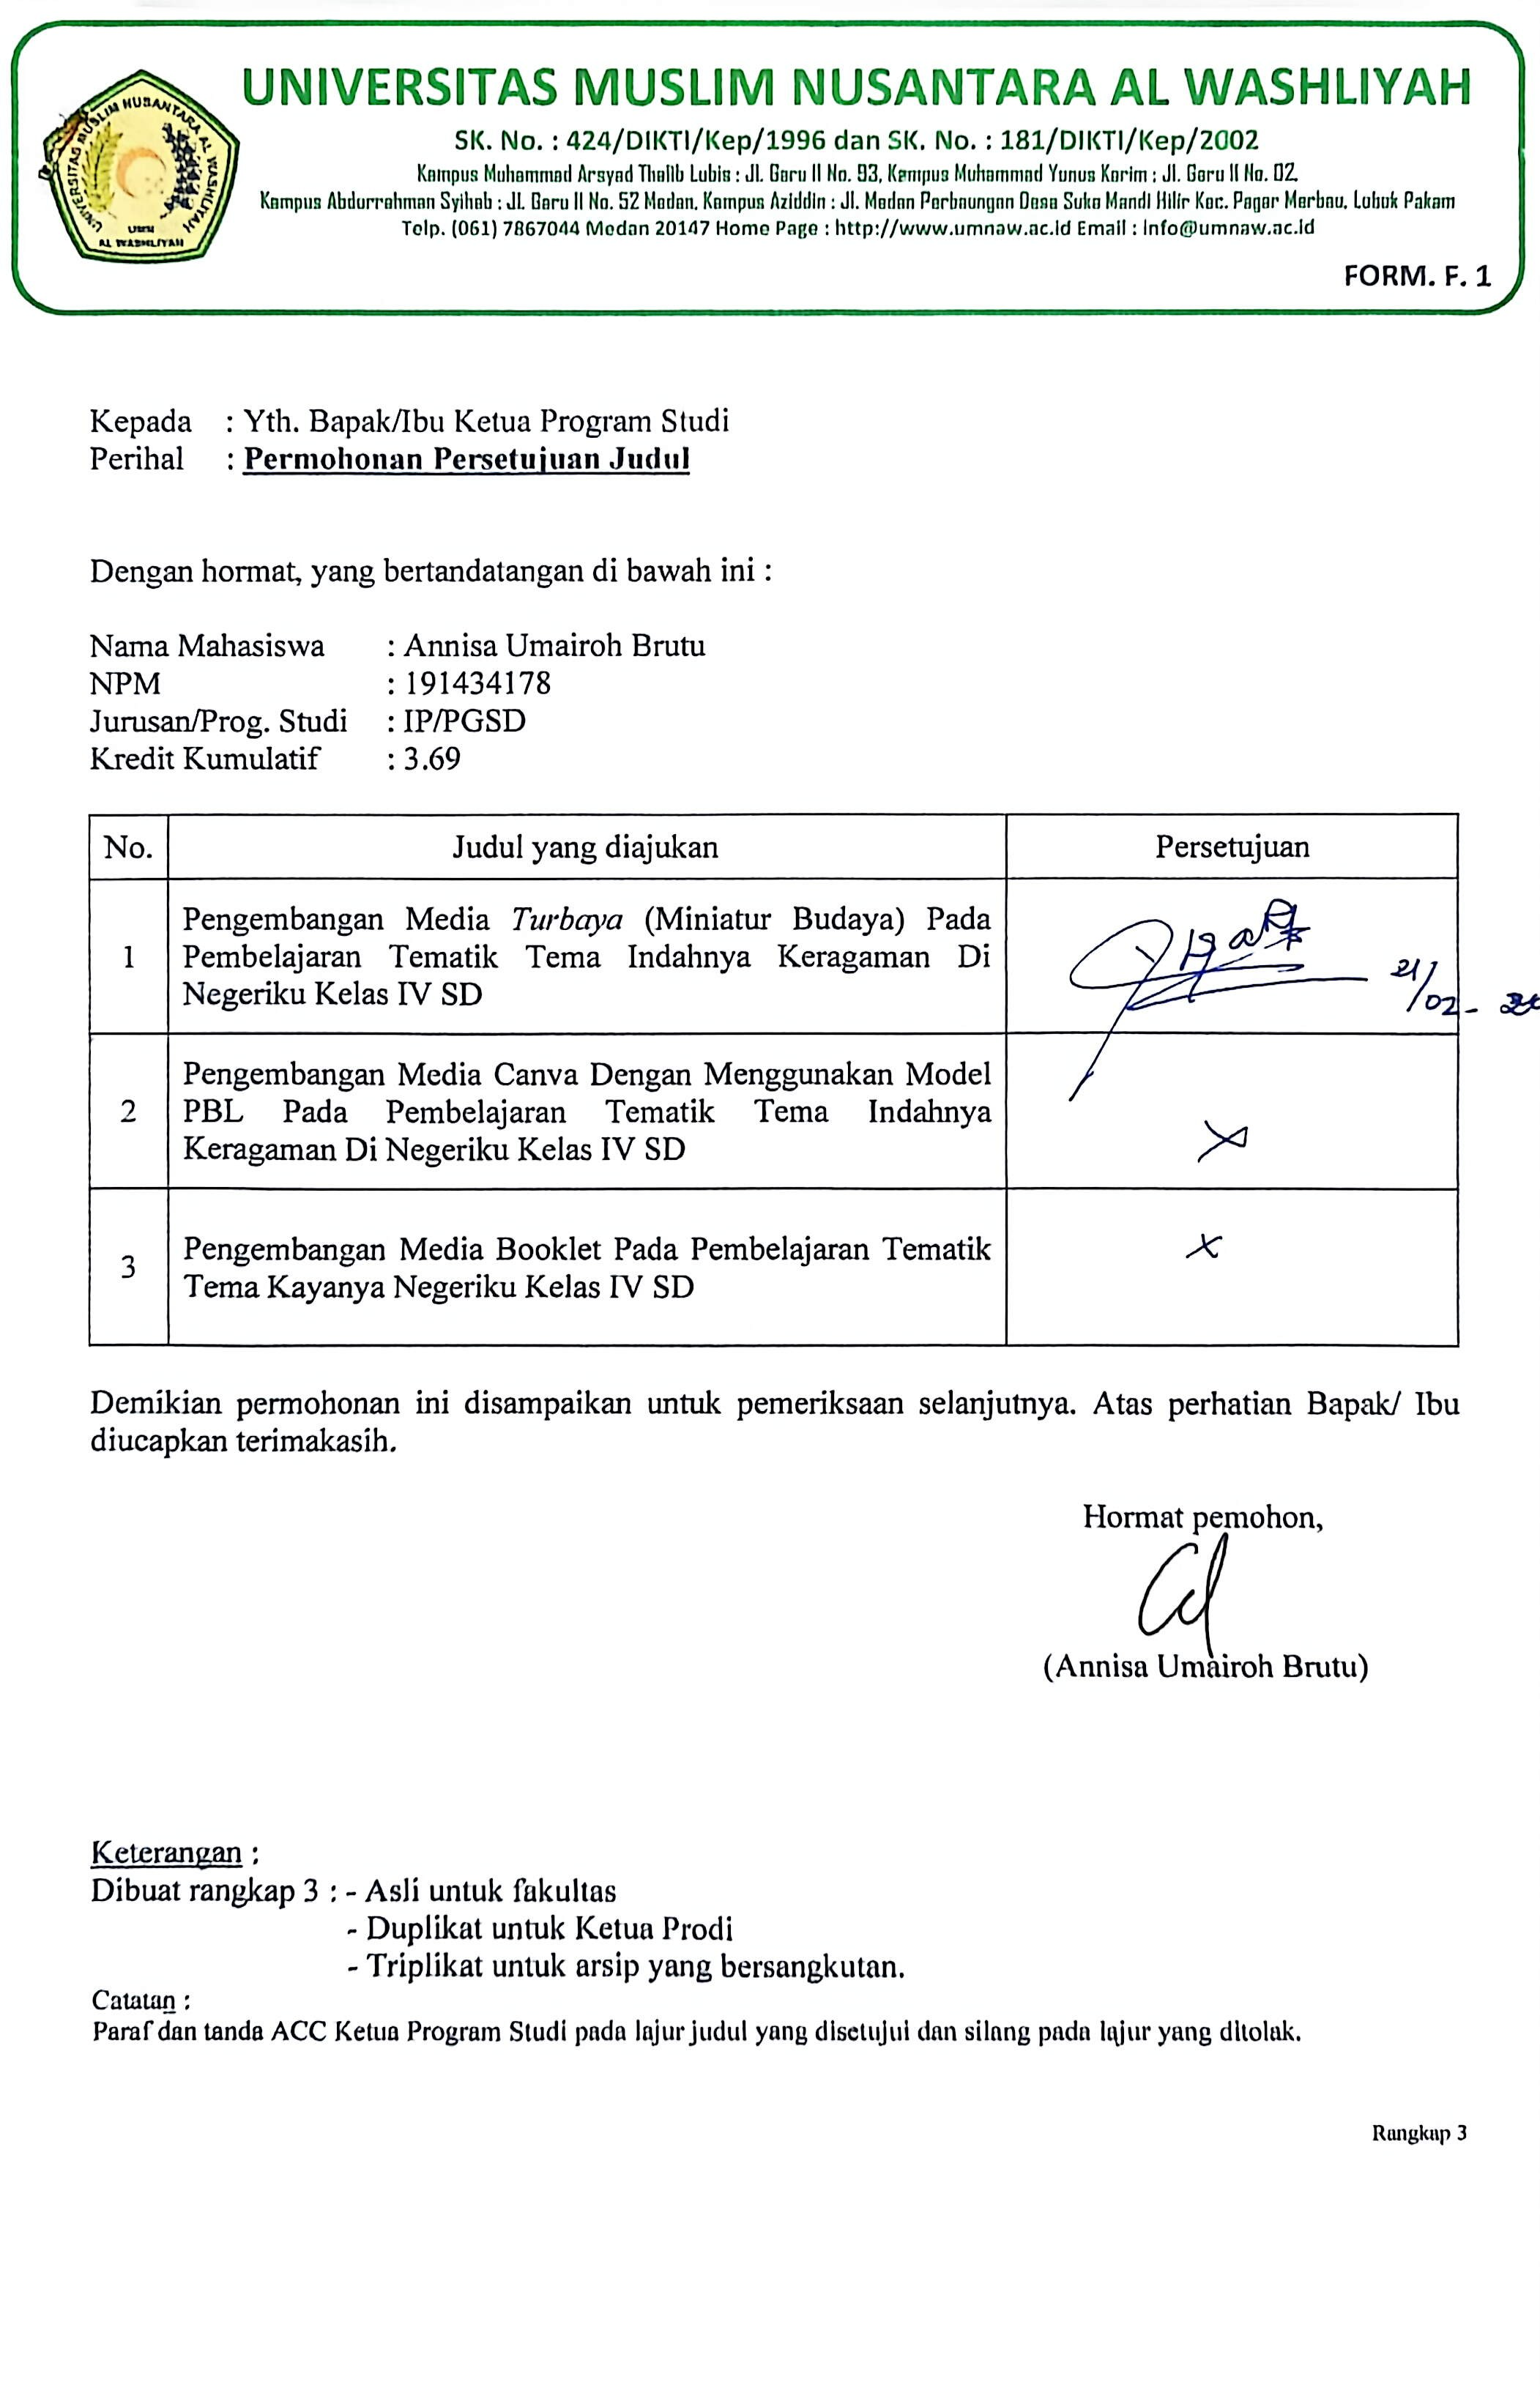 UNIVERSITAS MUSLIM NUSANTARA AL WASHLIYAH
SK. No. : 424/DIKTI/Kep/1996 dan SK. No. : 181/DIKTI/Kep/2002
Kampus Muhammad Arsyad Thalib Lubis : Jl. Garu II No. 93, Kampus Muhammad Yunus Karim : Jl. Garu II No. 02,
Kampus Abdurrahman Syihab : Jl. Garu II No. 52 Medan, Kampus Aziddin : Jl. Medan Perbaungan Desa Suka Mandi Hilir Kec. Pagar Merbau, Lubuk Pakam
Telp. (061) 7867044 Medan 20147 Home Page : http://www.umnaw.ac.id Email : info@umnaw.ac.id
UNIVERSITAS MUSLIM NUSANTARA AL WASHLIYAH
UMN
AL WASHLIYAH
FORM. F. 1
Kepada : Yth. Bapak/Ibu Ketua Program Studi
Perihal : Permohonan Persetujuan Judul
Dengan hormat, yang bertandatangan di bawah ini :
Nama Mahasiswa : Annisa Umairoh Brutu
NPM : 191434178
Jurusan/Prog. Studi : IP/PGSD
Kredit Kumulatif : 3.69
No. Judul yang diajukan Persetujuan
1 Pengembangan Media Turbaya (Miniatur Budaya) Pada
Pembelajaran Tematik Tema Indahnya Keragaman Di
Negeriku Kelas IV SD
21/02-
2 Pengembangan Media Canva Dengan Menggunakan Model
PBL Pada Pembelajaran Tematik Tema Indahnya
Keragaman Di Negeriku Kelas IV SD
3 Pengembangan Media Booklet Pada Pembelajaran Tematik
Tema Kayanya Negeriku Kelas IV SD
Demikian permohonan ini disampaikan untuk pemeriksaan selanjutnya. Atas perhatian Bapak/ Ibu
diucapkan terimakasih.
Hormat pemohon,
(Annisa Umairoh Brutu)
Keterangan :
Dibuat rangkap 3 : - Asli untuk fakultas
- Duplikat untuk Ketua Prodi
- Triplikat untuk arsip yang bersangkutan.
Catatan :
Paraf dan tanda ACC Ketua Program Studi pada lajur judul yang disetujui dan silang pada lajur yang ditolak.
Rangkap 3